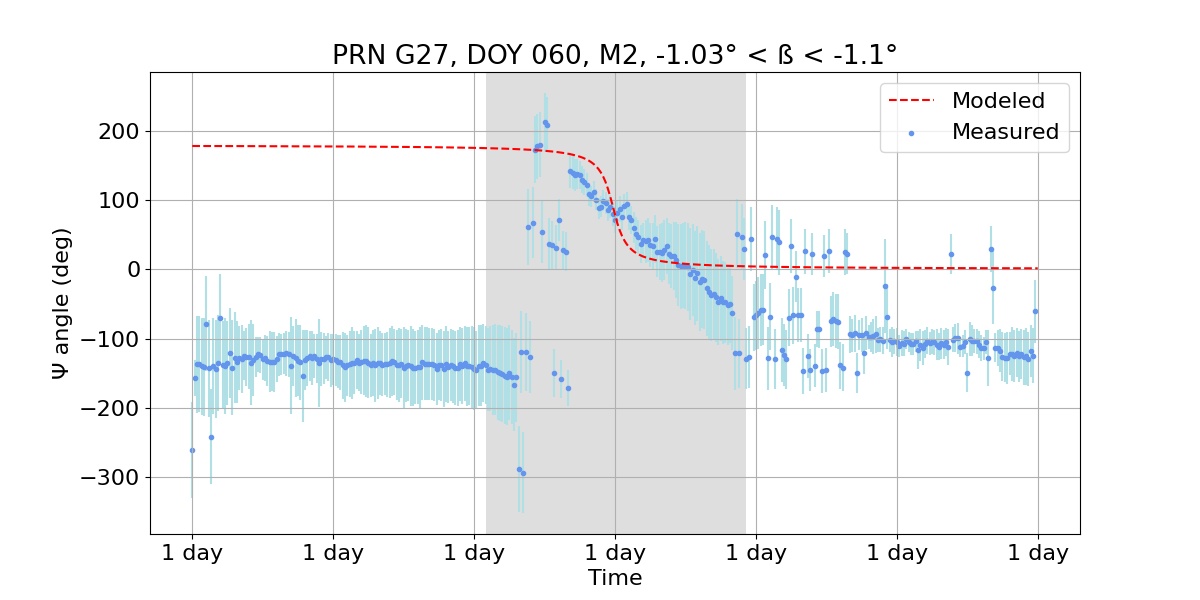 PRN G27, DOY 060, M2, -1.03° < ß < -1.1°
Modeled
Measured
Ψ angle (deg)
200
100
0
−100
−200
−300
1 day 1 day 1 day 1 day 1 day 1 day 1 day
Time